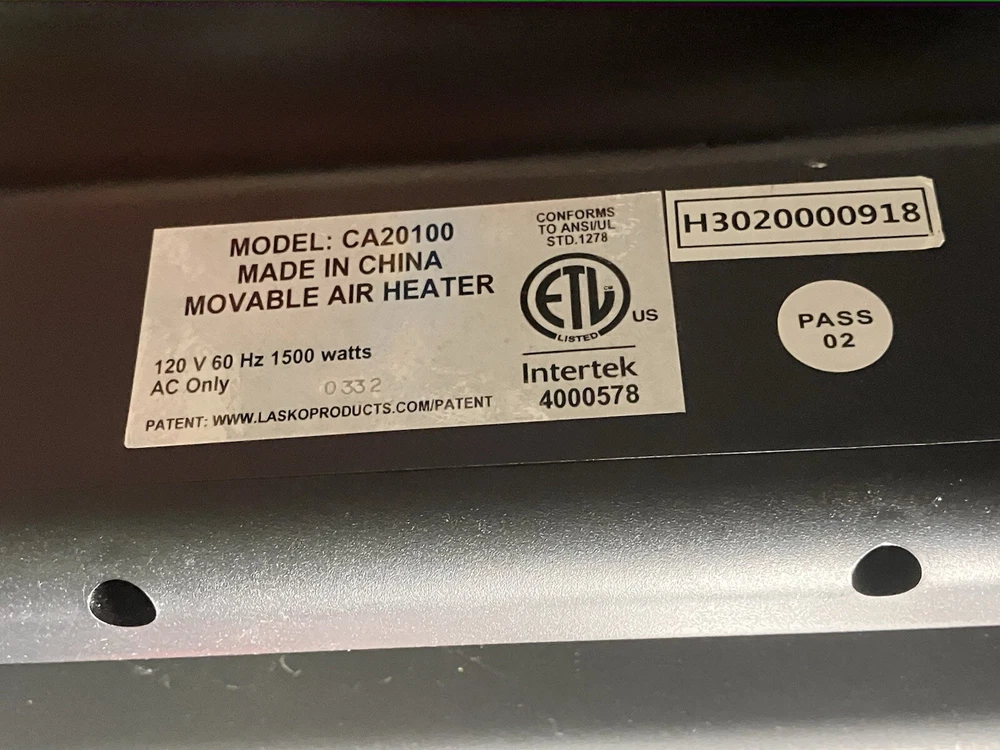 MODEL: CA20100
MADE IN CHINA
MOVABLE AIR HEATER
120 V 60 Hz 1500 watts
AC Only
0332
PATENT: WWW.LASKOPRODUCTS.COM/PATENT
CONFORMS
TO ANSI/UL
STD.1278
ETL
CM
US
LISTED
Intertek
4000578
H3020000918
PASS
02